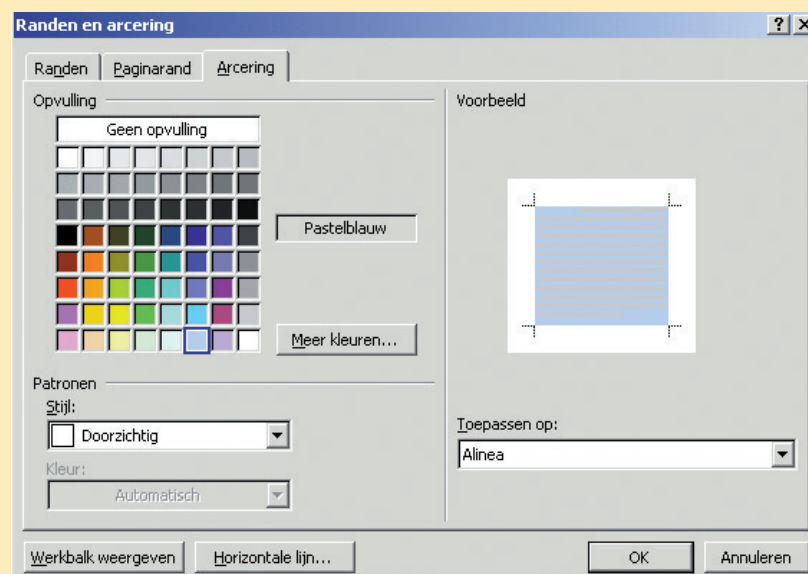 Randen en arcering
Randen Paginarand Arcering
Opvulling
Geen opvulling
Pastelblauw
Meer kleuren...
Patronen
Stijl:
Doorzichtig
Kleur:
Automatisch
Voorbeeld
Toepassen op:
Alinea
Werkbalk weergeven Horizontale lijn... OK Annuleren